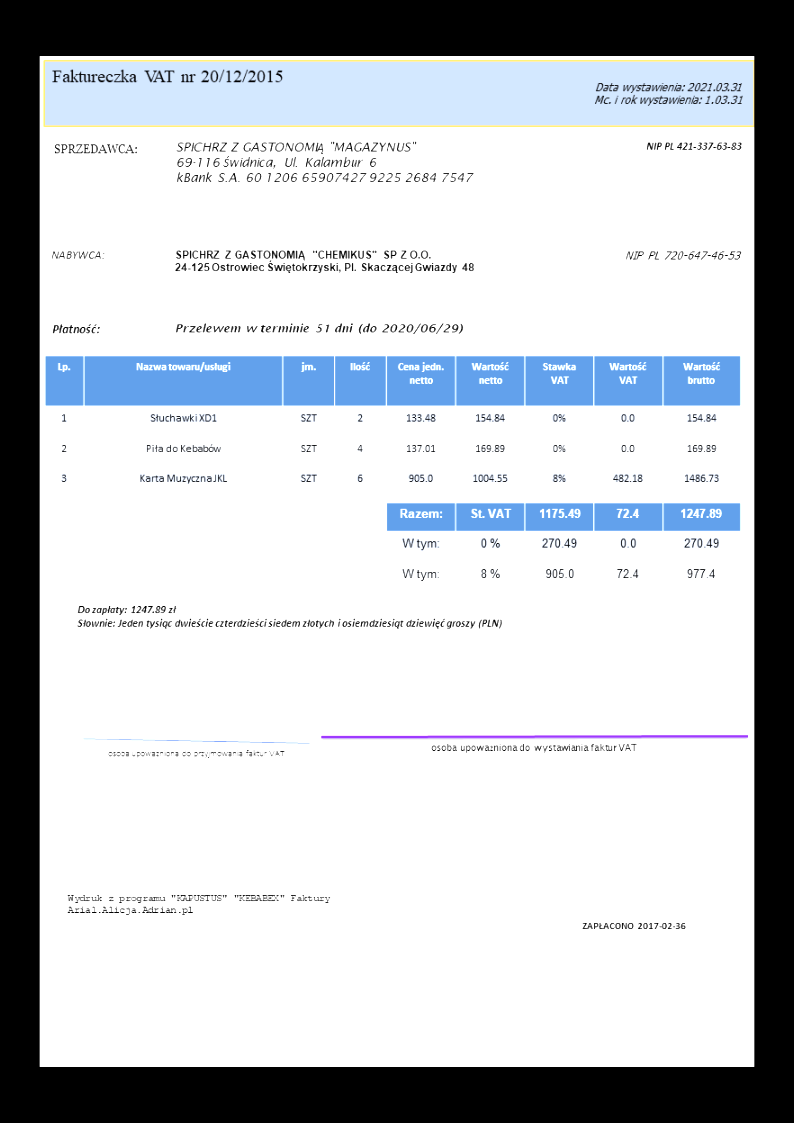 Faktureczka VAT nr 20/12/2015
Data wystawienia: 2021.03.31
Mc. i rok wystawienia: 1.03.31
SPRZEDAWCA: SPICHRZ Z GASTONOMIĄ "MAGAZYNUS" NIP PL 421-337-63-83
69-116 Świdnica, Ul. Kalambur 6
kBank S.A. 60 1206 65907427 9225 2684 7547
NABYWCA: SPICHRZ Z GASTONOMIĄ "CHEMIKUS" SP Z O.O. NIP PL 720-647-46-53
24-125 Ostrowiec Świętokrzyski, Pl. Skaczącej Gwiazdy 48
Płatność: Przelewem w terminie 51 dni (do 2020/06/29)
Lp. Nazwa towaru/usługi jm. Ilość Cena jedn. netto Wartość netto Stawka VAT Wartość VAT Wartość brutto
1 Słuchawki XD1 SZT 2 133.48 154.84 0% 0.0 154.84
2 Piła do Kebabów SZT 4 137.01 169.89 0% 0.0 169.89
3 Karta Muzyczna JKL SZT 6 905.0 1004.55 8% 482.18 1486.73
Razem: St. VAT 1175.49 72.4 1247.89
W tym: 0 % 270.49 0.0 270.49
W tym: 8 % 905.0 72.4 977.4
Do zapłaty: 1247.89 zł
Słownie: Jeden tysiąc dwieście czterdzieści siedem złotych i osiemdziesiąt dziewięć groszy (PLN)
osoba upoważniona do przyjmowania faktur VAT
osoba upoważniona do wystawiania faktur VAT
Wydruk z programu "KAPUSTUS" "KEBABEX" Faktury
Arial.Alicja.Adrian.pl
ZAPŁACONO 2017-02-36